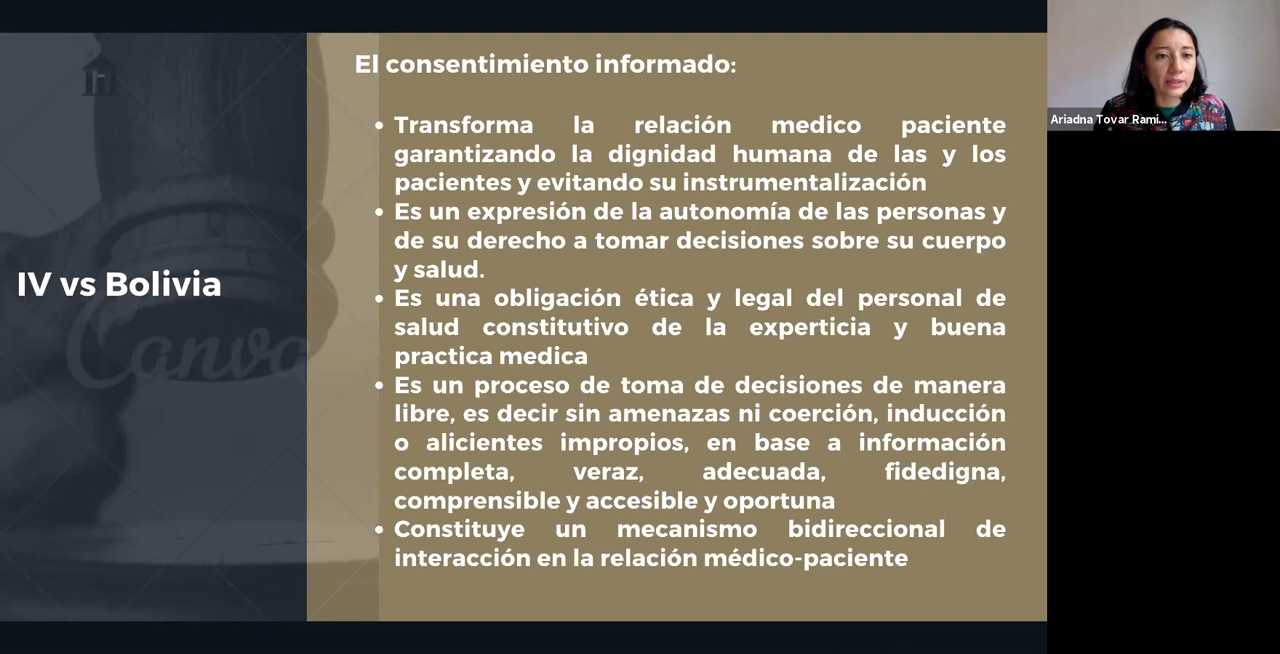 El consentimiento informado:
Transforma la relación medico paciente
garantizando la dignidad humana de las y los
pacientes y evitando su instrumentalización
Es un expresión de la autonomía de las personas y
de su derecho a tomar decisiones sobre su cuerpo
y salud.
Es una obligación ética y legal del personal de
salud constitutivo de la experticia y buena
practica medica
Es un proceso de toma de decisiones de manera
libre, es decir sin amenazas ni coerción, inducción
o alicientes impropios, en base a información
completa, veraz, adecuada, fidedigna,
comprensible y accesible y oportuna
Constituye un mecanismo bidireccional de
interacción en la relación médico-paciente
IV vs Bolivia
Canva
Ariadna Tovar Rami...